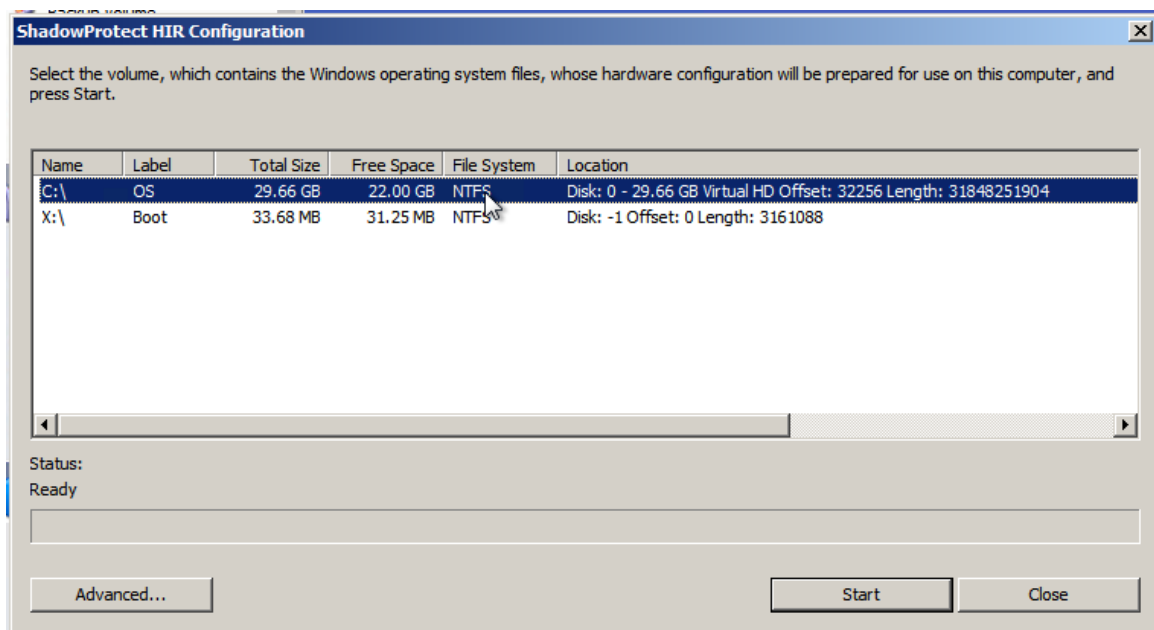 Backup Volume
ShadowProtect HIR Configuration
Select the volume, which contains the Windows operating system files, whose hardware configuration will be prepared for use on this computer, and
press Start.
Name Label Total Size Free Space File System Location
C:\ OS 29.66 GB 22.00 GB NTFS Disk: 0 - 29.66 GB Virtual HD Offset: 32256 Length: 31848251904
X:\ Boot 33.68 MB 31.25 MB NTFS Disk: -1 Offset: 0 Length: 3161088
Status:
Ready
Advanced... Start Close